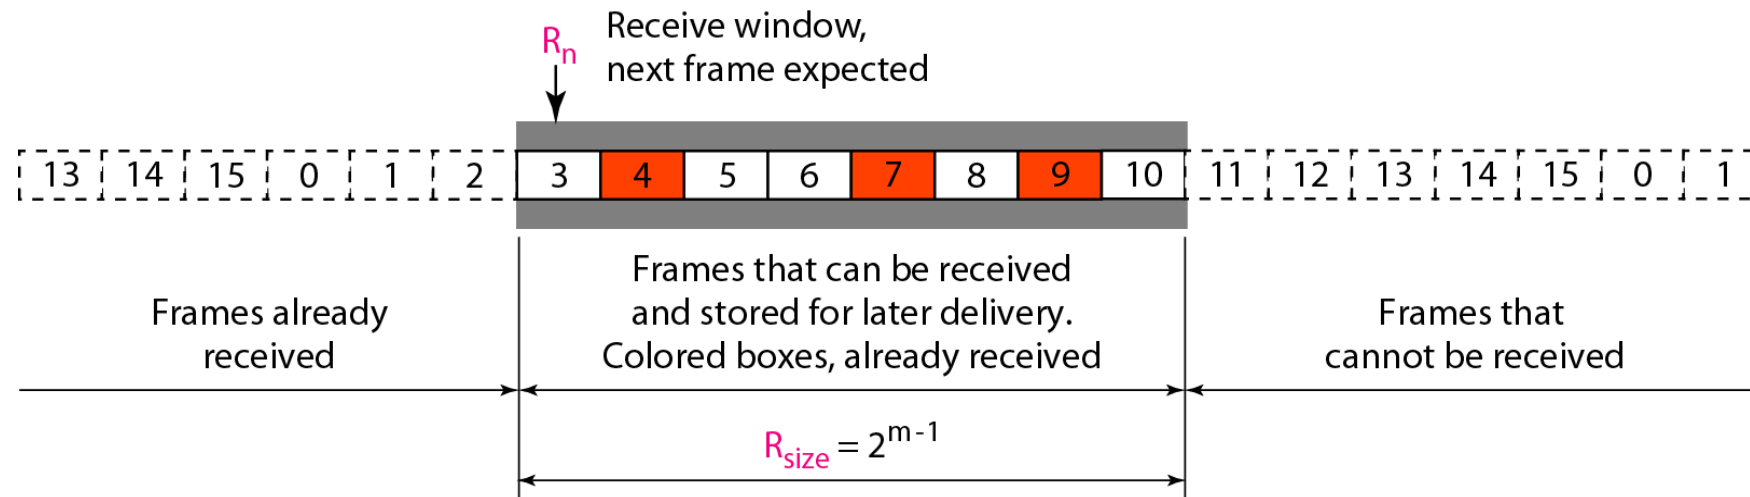 Rn
Receive window,
next frame expected
13 14 15 0 1 2 3 4 5 6 7 8 9 10 11 12 13 14 15 0 1
Frames already
received
Frames that can be received
and stored for later delivery.
Colored boxes, already received
Frames that
cannot be received
Rsize = 2^m-1